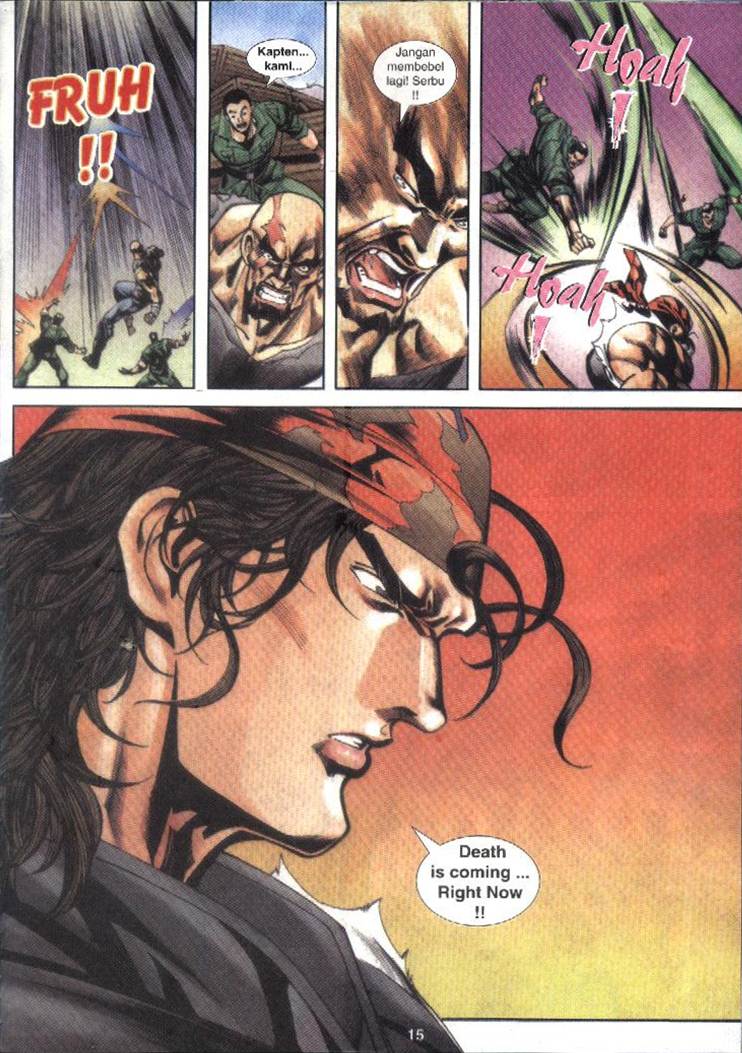 FRUH
!!
Kapten...
kami...
Jangan
membebel
lagi! Serbu
!!
Hoah
!
Hoah
!
Death
is coming ...
Right Now
!!
15